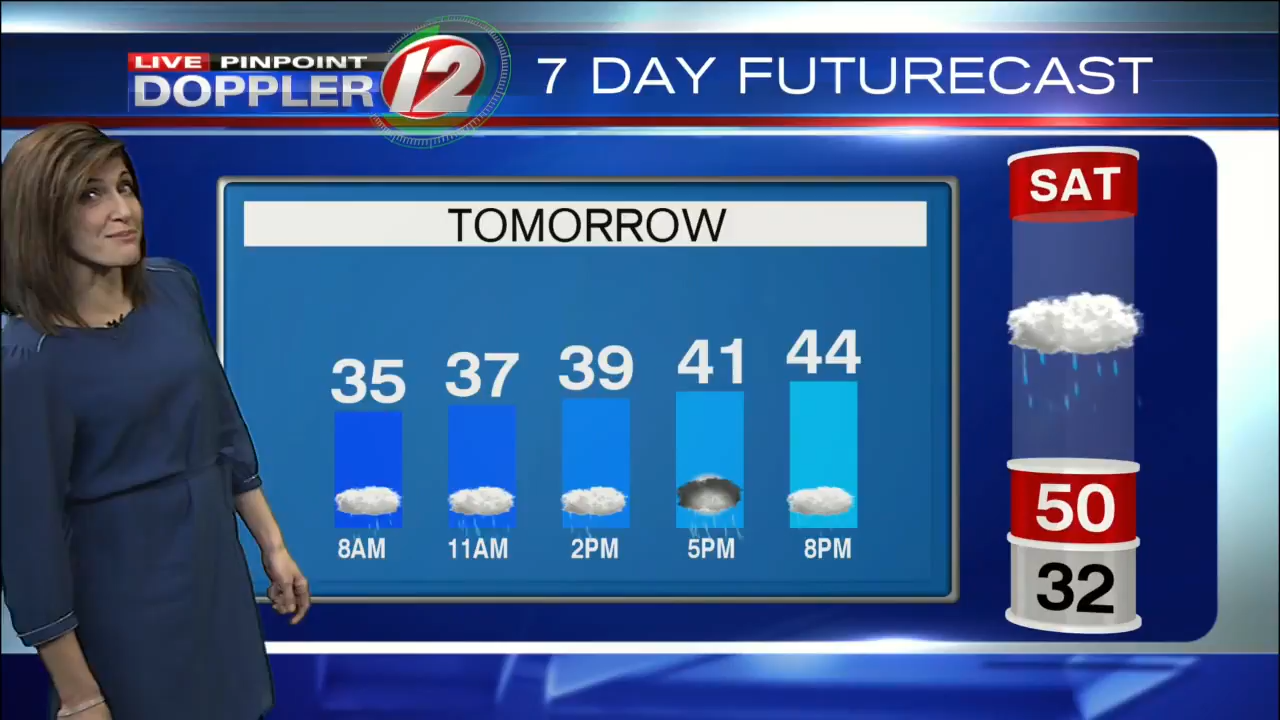 LIVE PINPOINT
DOPPLER 12
7 DAY FUTURECAST
TOMORROW
35 37 39 41 44
8AM 11AM 2PM 5PM 8PM
SAT
50
32